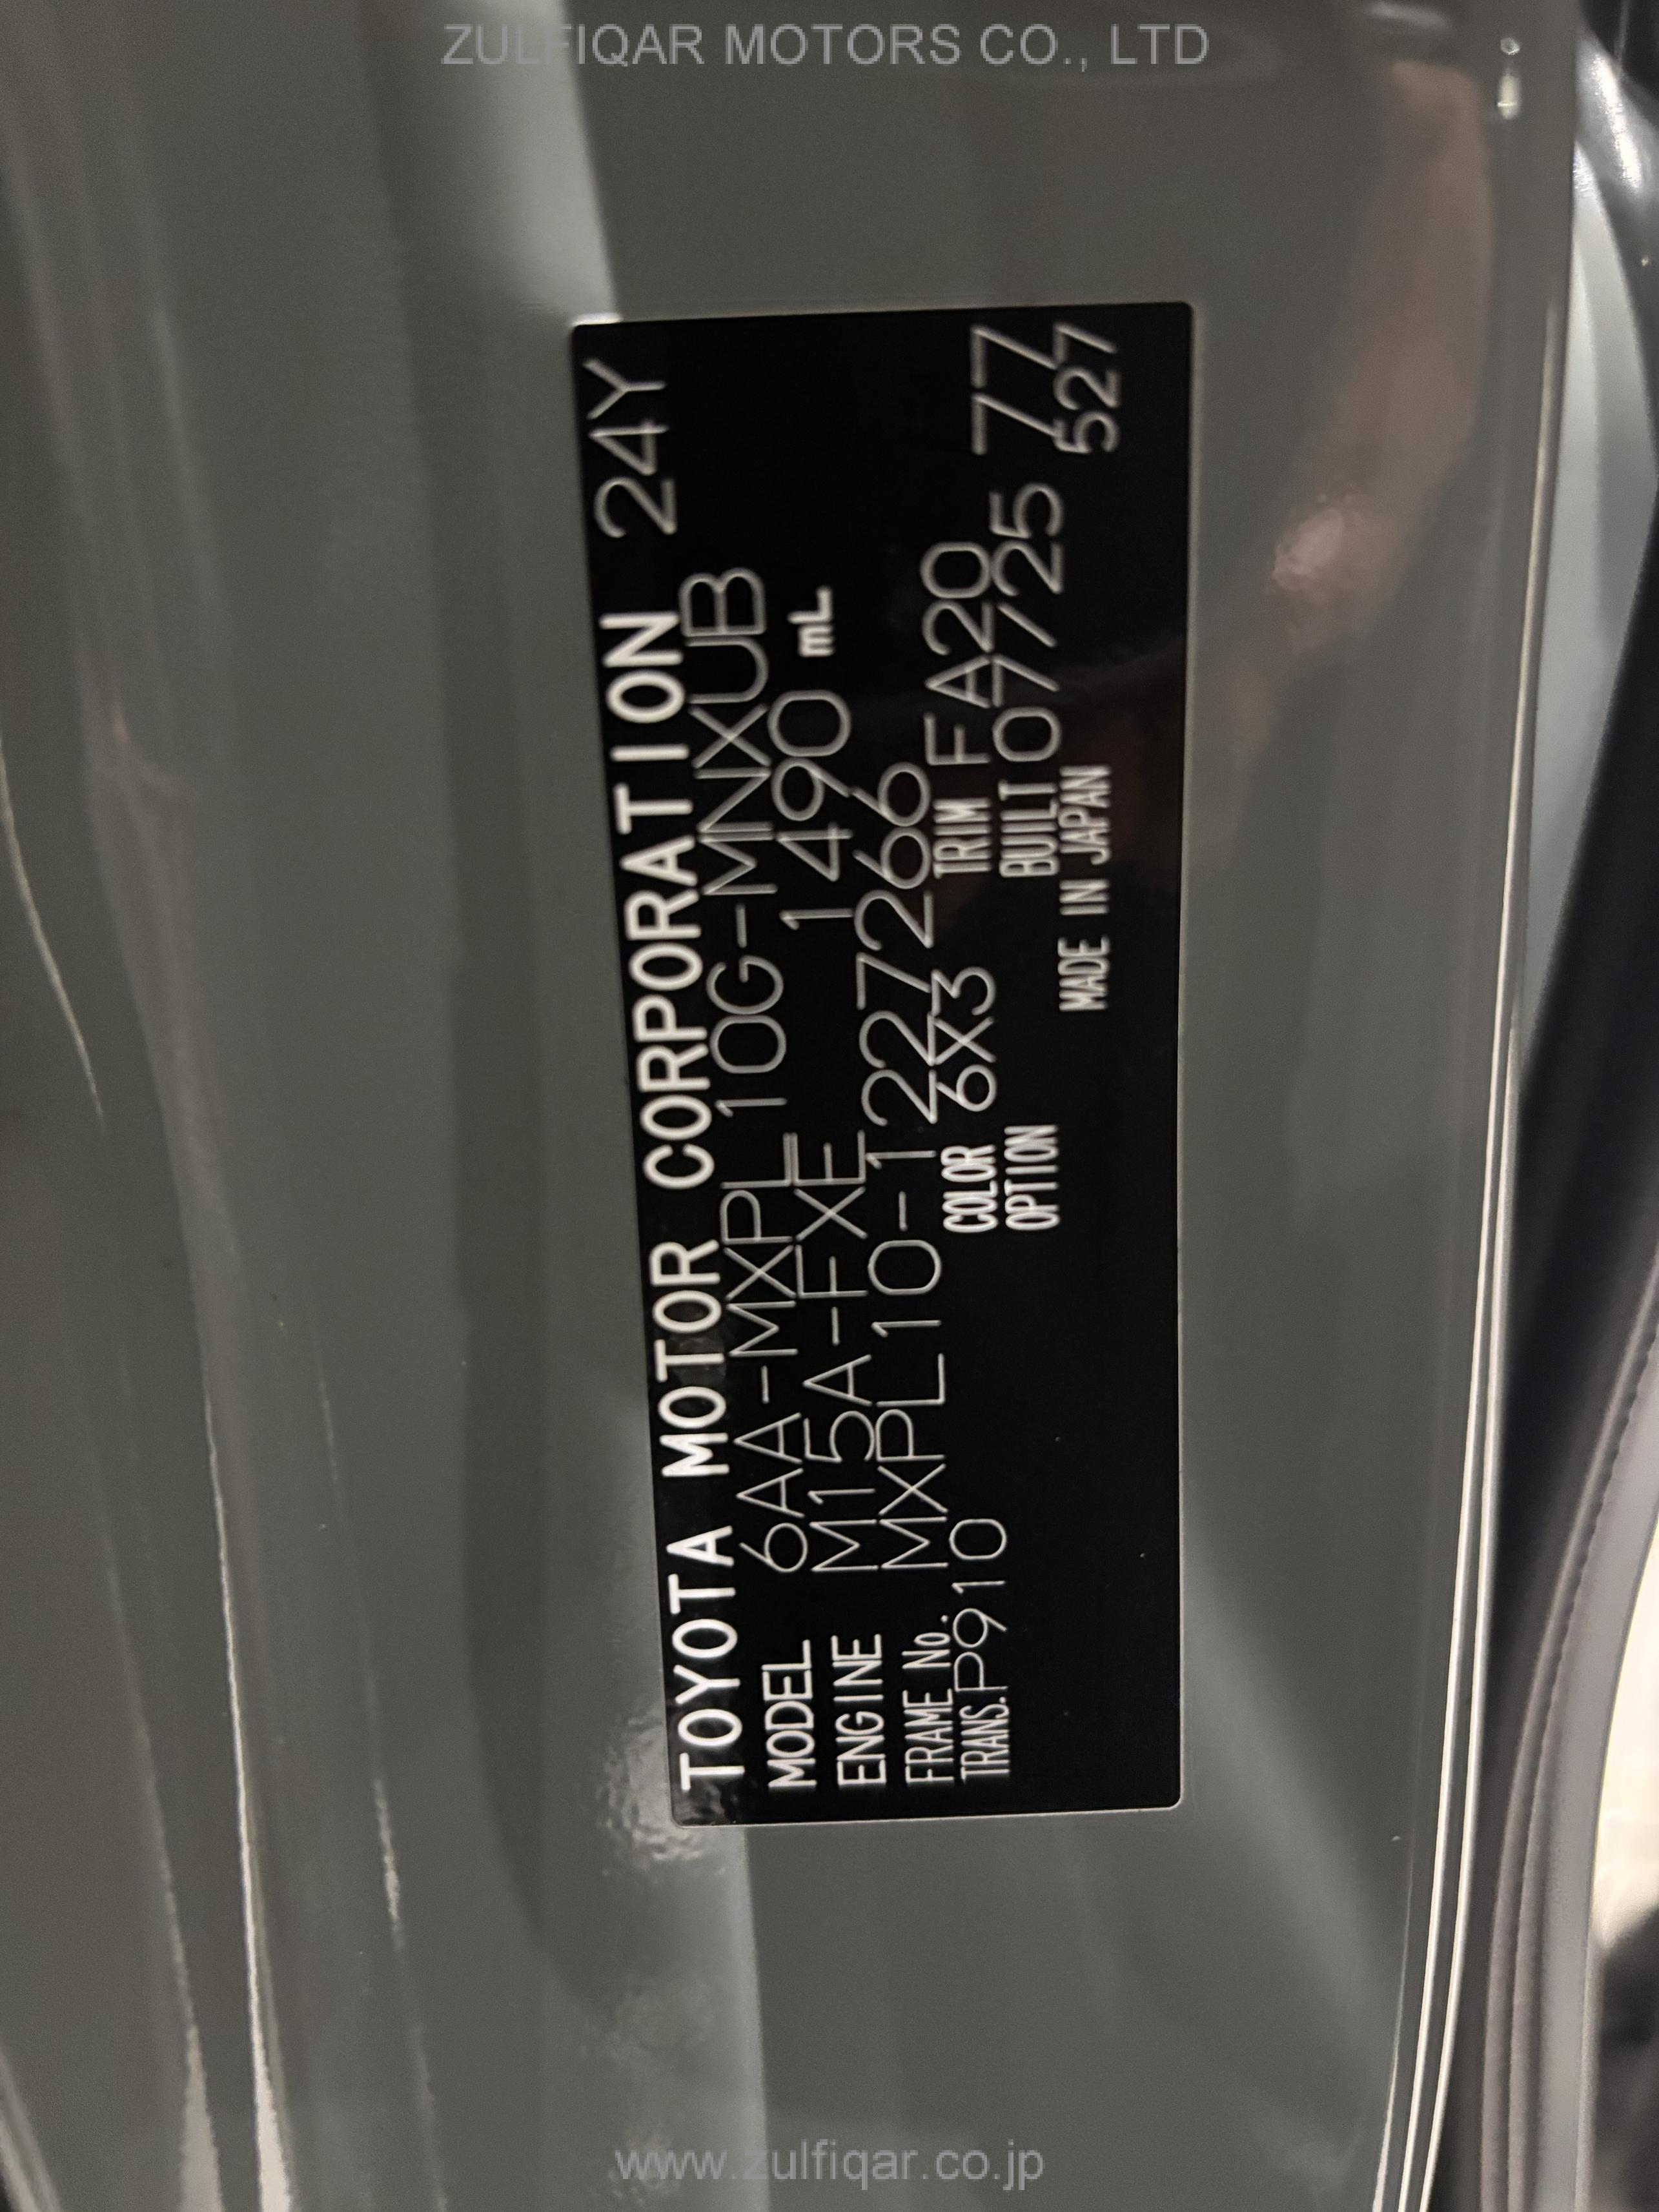 ZULFIQAR MOTORS CO., LTD
TOYOTA MOTOR CORPORATION 24Y
MODEL 6AA-MXPL10G-MNXUB
ENGINE M15A-FXE 1490 mL
FRAME No. MXPL10-1227266
TRANS. P910 COLOR 6X3 TRIM FA20 77
OPTION BUILT 07/25
MADE IN JAPAN 527
www.zulfiqar.co.jp